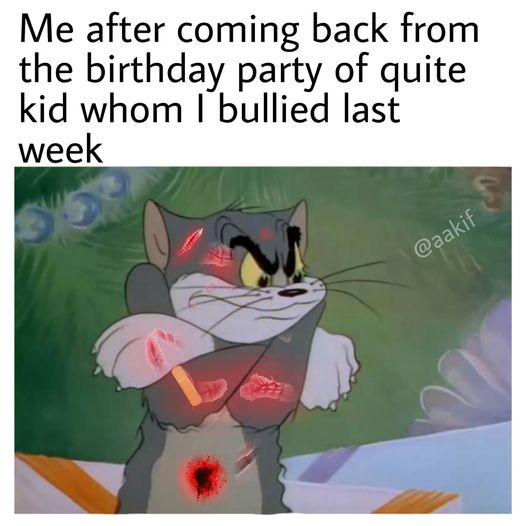 Me after coming back from
the birthday party of quite
kid whom I bullied last
week
@aakif